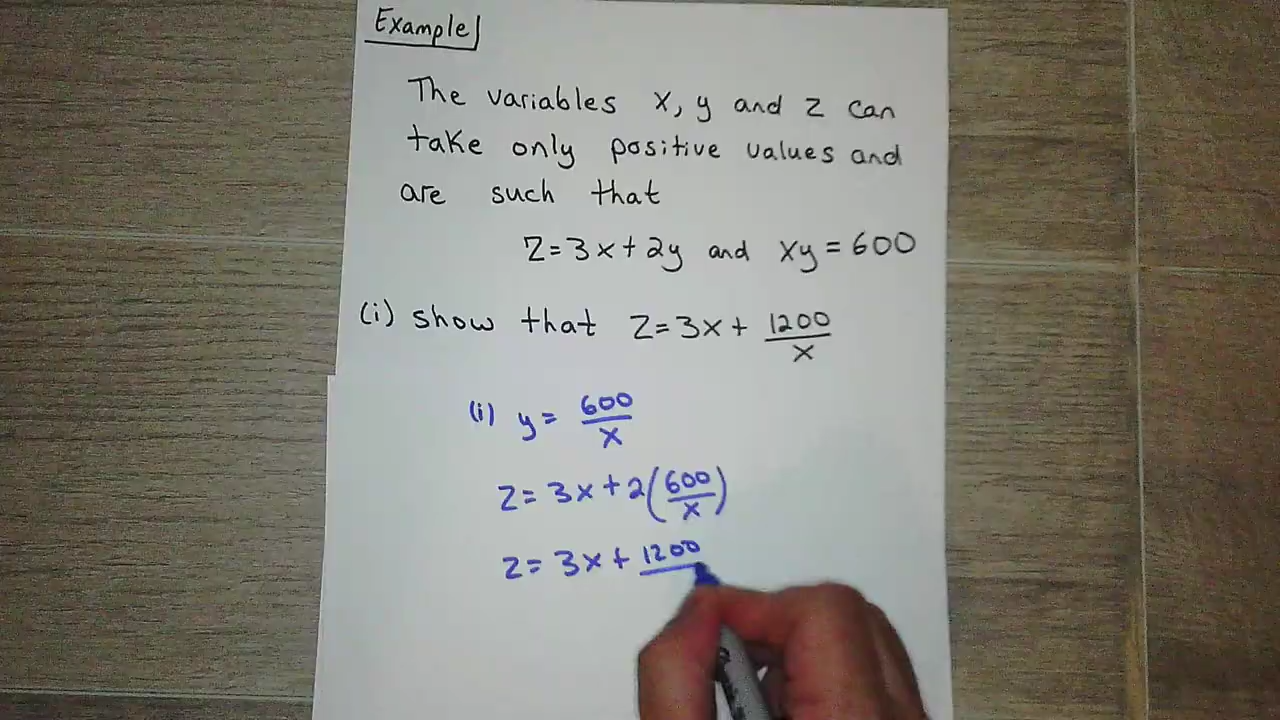 Example
The variables x, y and z can
take only positive values and
are such that
z = 3x + 2y and xy = 600
(i) show that z = 3x + 1200/x
(i) y = 600/x
z = 3x + 2(600/x)
z = 3x + 1200